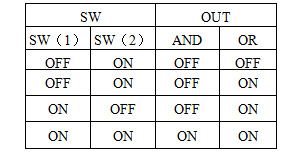 SW OUT
SW（1） SW（2） AND OR
OFF ON OFF OFF
OFF ON OFF ON
ON OFF OFF ON
ON ON ON ON